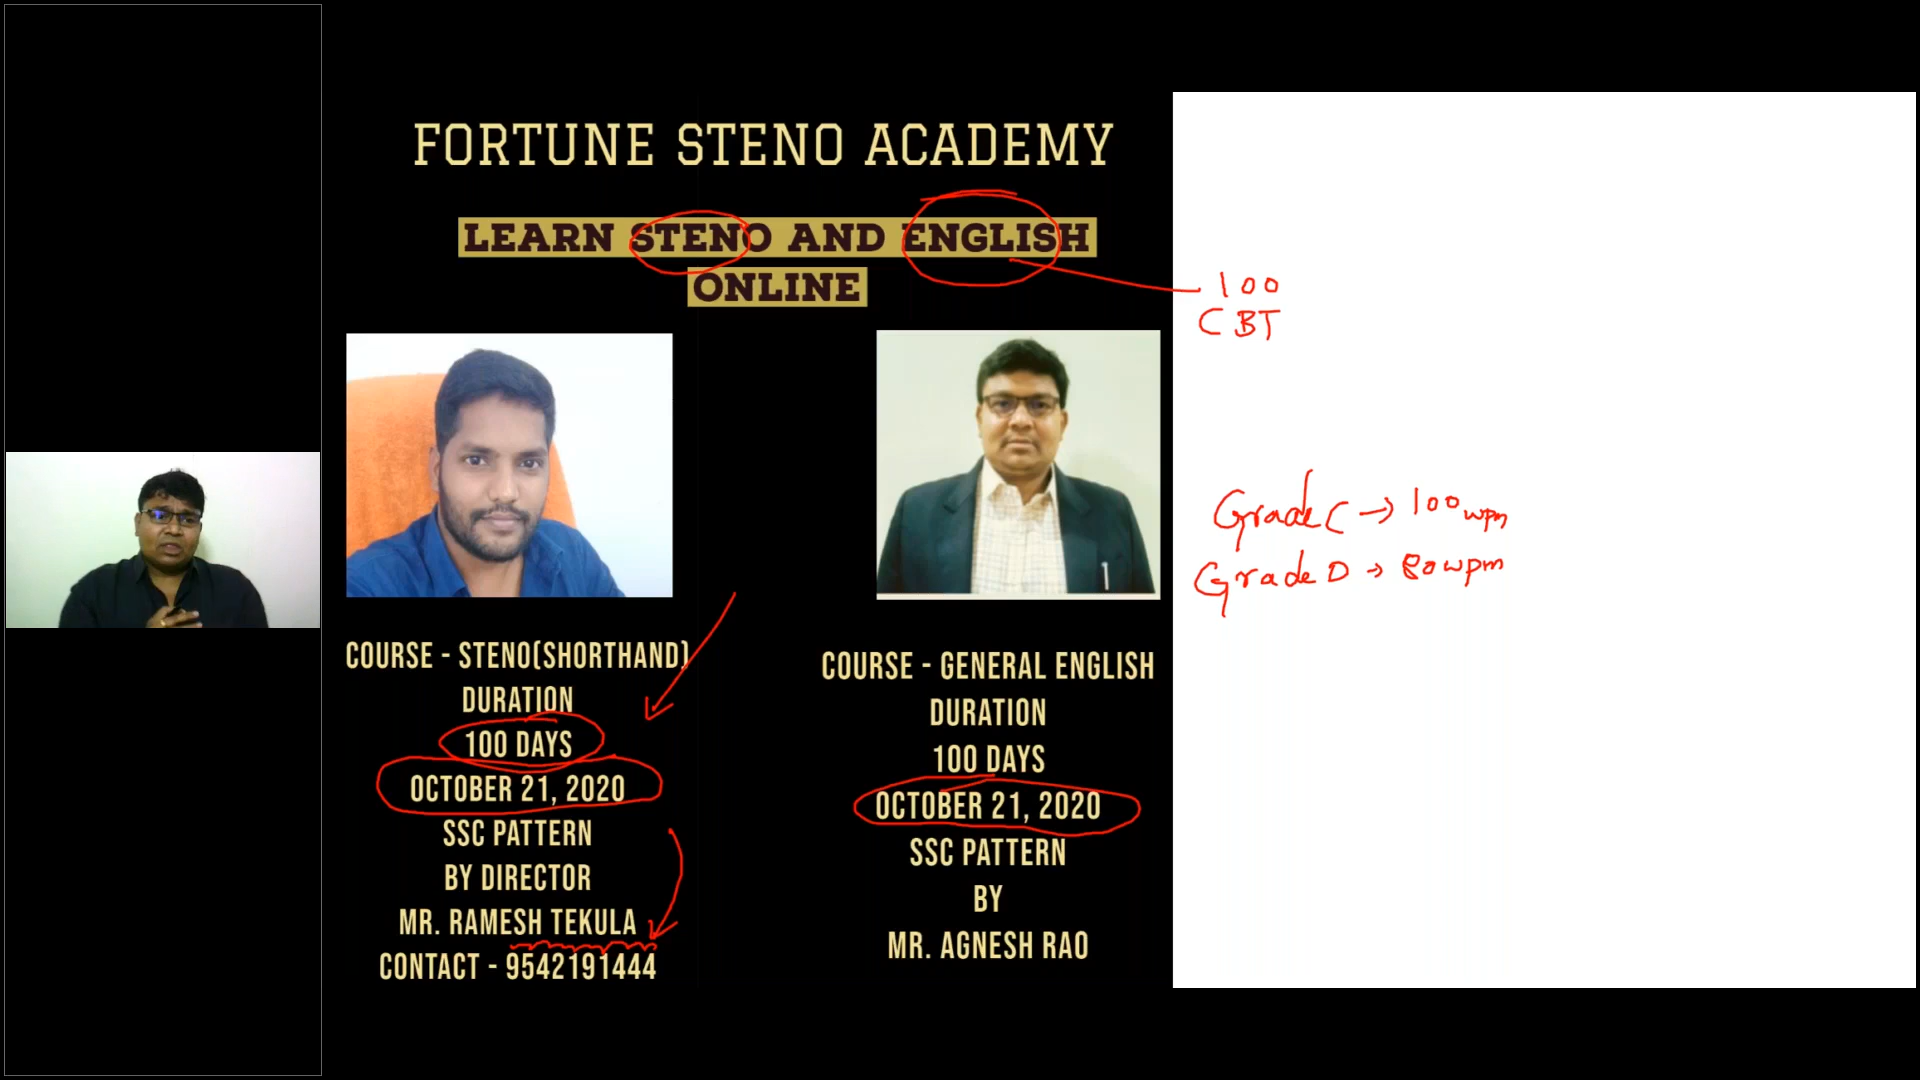 FORTUNE STENO ACADEMY
LEARN STENO AND ENGLISH
ONLINE
100
CBT
Grade C → 100 wpm
Grade D → 80 wpm
COURSE - STENO(SHORTHAND)
DURATION
100 DAYS
OCTOBER 21, 2020
SSC PATTERN
BY DIRECTOR
MR. RAMESH TEKULA
CONTACT - 9542191444
COURSE - GENERAL ENGLISH
DURATION
100 DAYS
OCTOBER 21, 2020
SSC PATTERN
BY
MR. AGNESH RAO